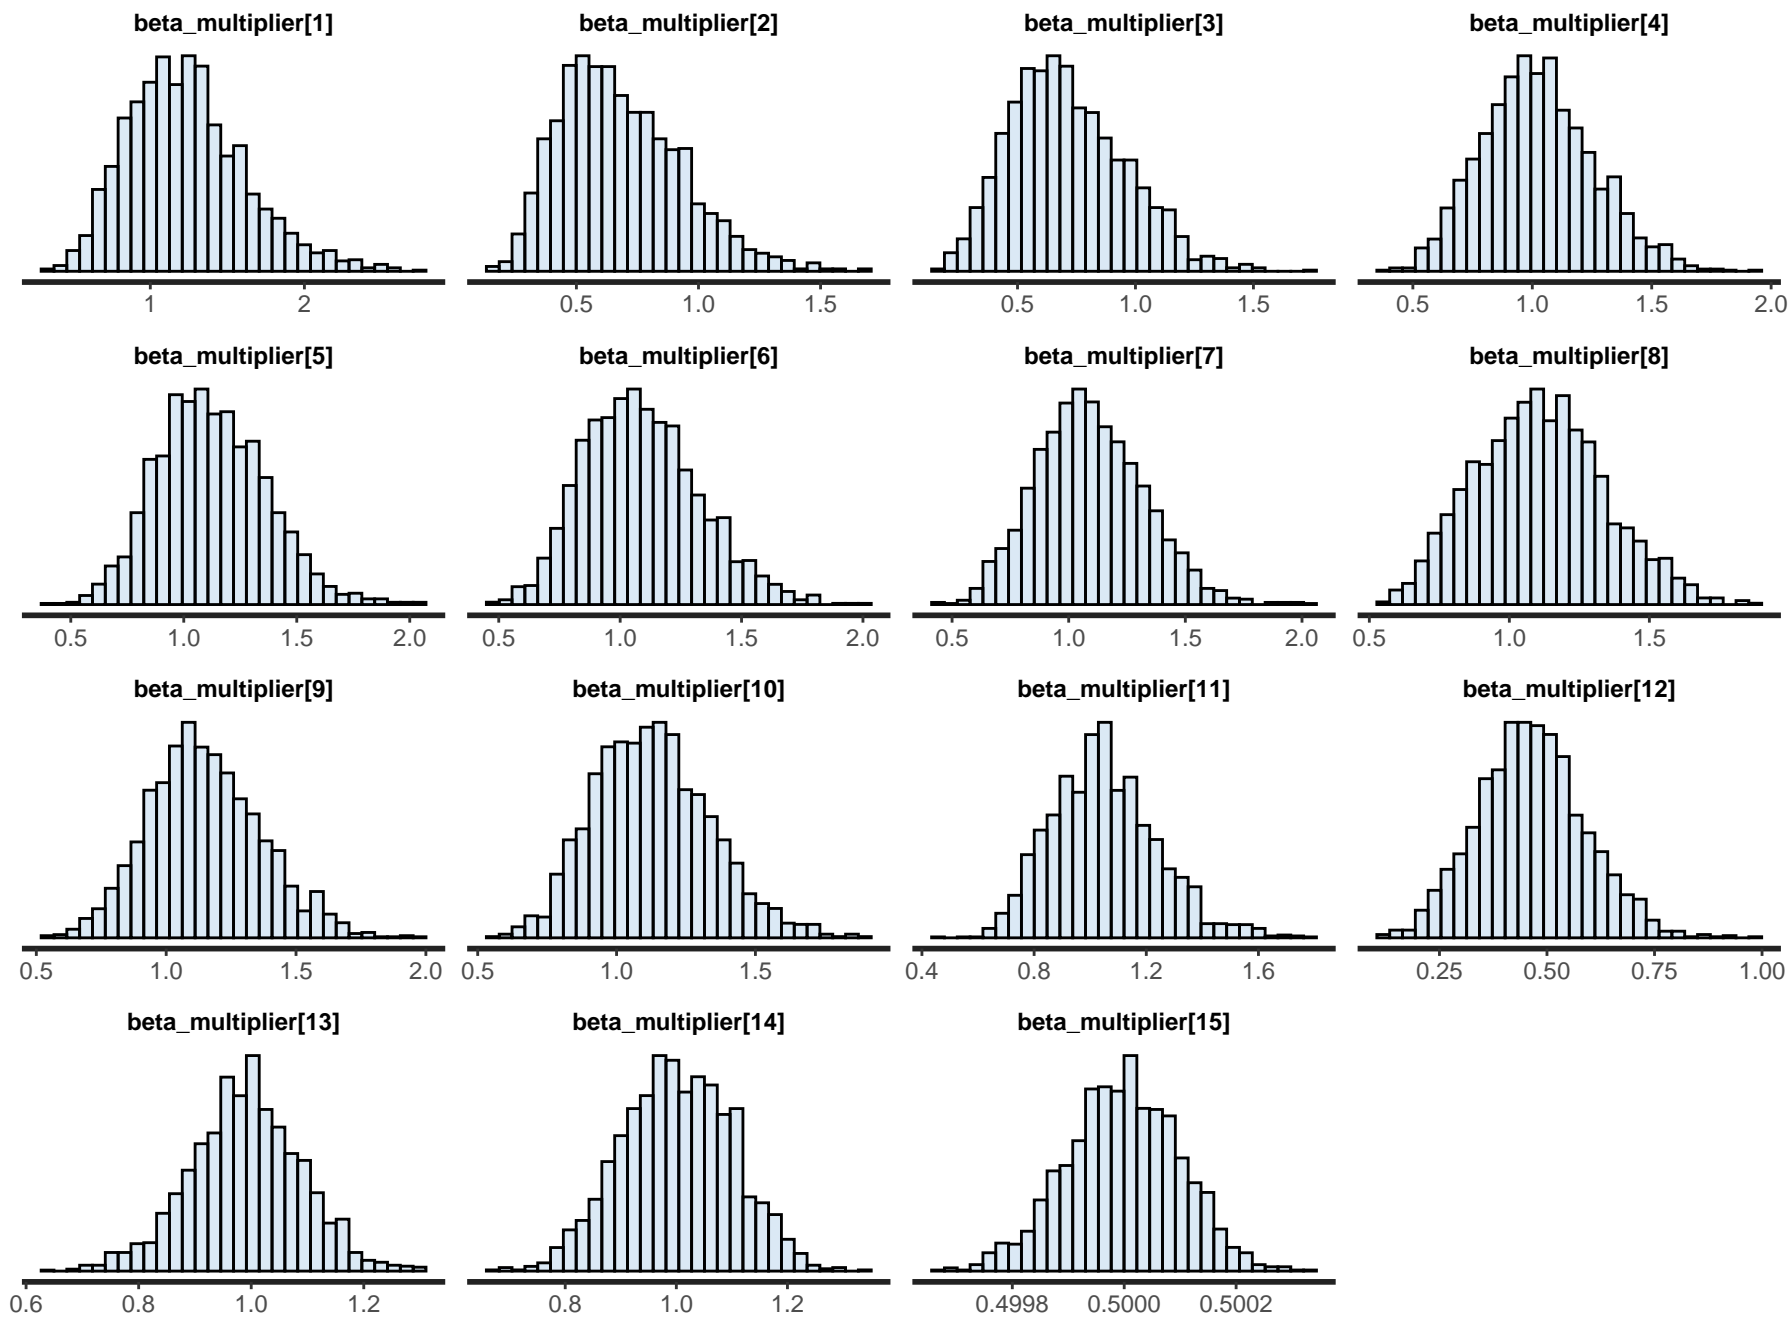 beta_multiplier[1] beta_multiplier[2] beta_multiplier[3] beta_multiplier[4]
1 2 0.5 1.0 1.5 0.5 1.0 1.5 0.5 1.0 1.5 2.0
beta_multiplier[5] beta_multiplier[6] beta_multiplier[7] beta_multiplier[8]
0.5 1.0 1.5 2.0 0.5 1.0 1.5 2.0 0.5 1.0 1.5 2.0 0.5 1.0 1.5
beta_multiplier[9] beta_multiplier[10] beta_multiplier[11] beta_multiplier[12]
0.5 1.0 1.5 2.0 0.5 1.0 1.5 0.4 0.8 1.2 1.6 0.25 0.50 0.75 1.00
beta_multiplier[13] beta_multiplier[14] beta_multiplier[15]
0.6 0.8 1.0 1.2 0.8 1.0 1.2 0.4998 0.5000 0.5002